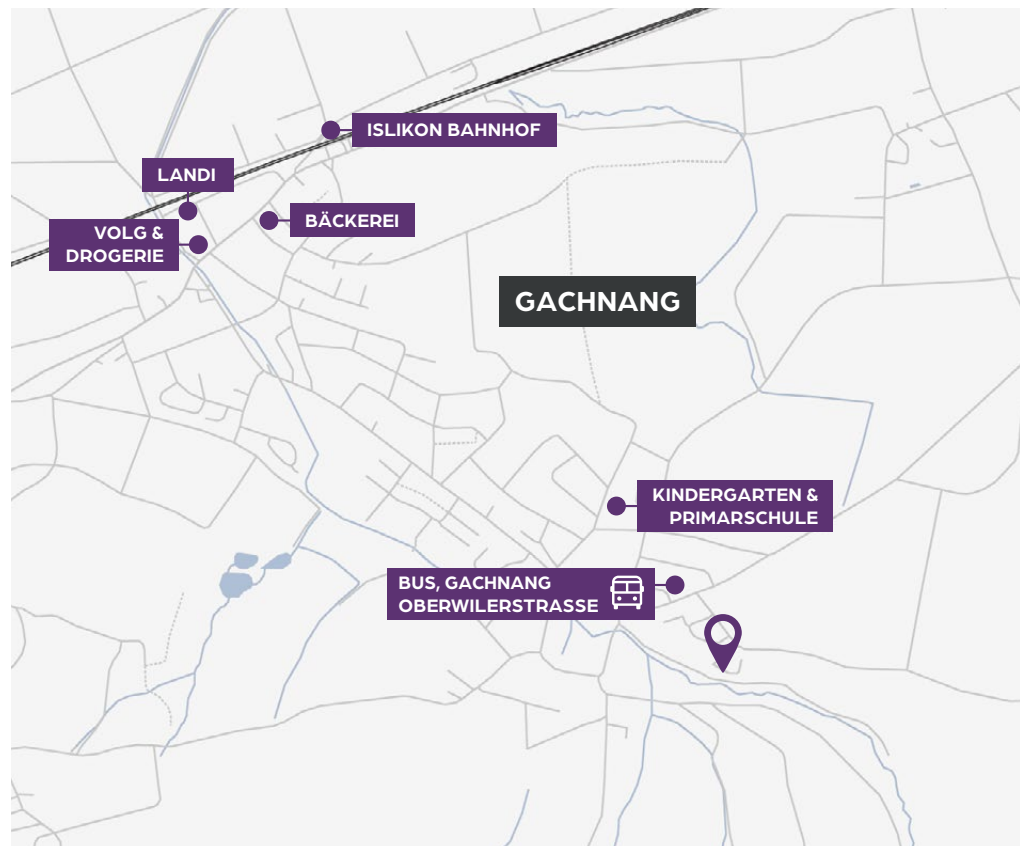 ISLIKON BAHNHOF
LANDI
BÄCKEREI
VOLG &
DROGERIE
GACHNANG
KINDERGARTEN &
PRIMARSCHULE
BUS, GACHNANG
OBERWILERSTRASSE